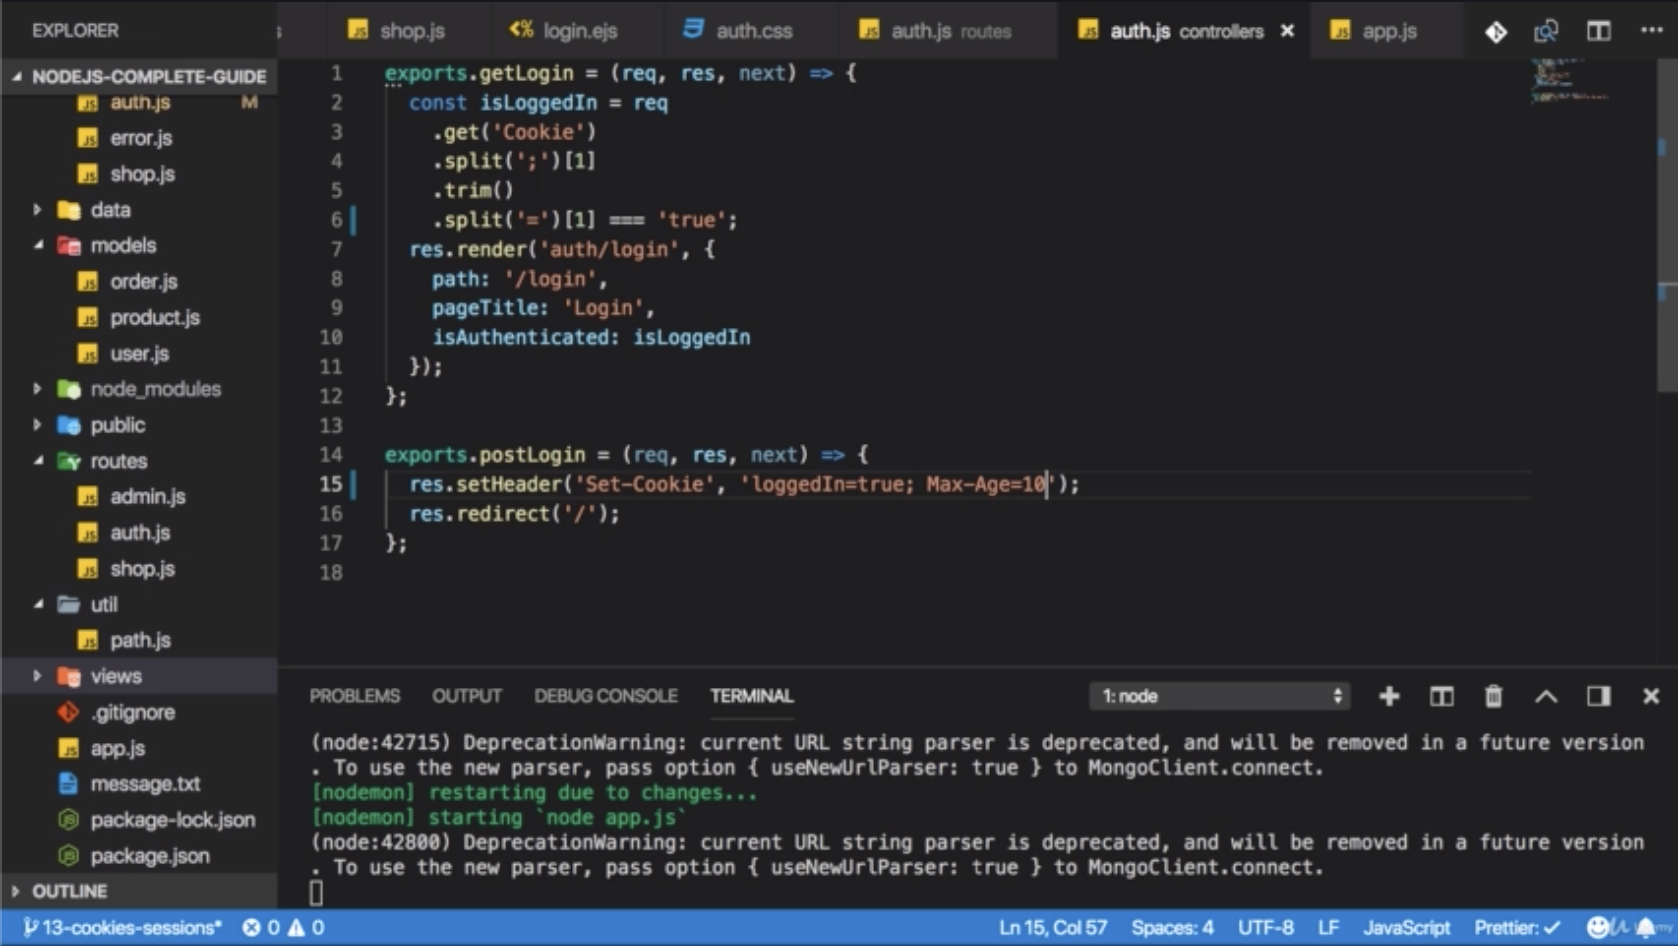 EXPLORER
shop.js
login.ejs
auth.css
auth.js routes
auth.js controllers
app.js
NODEJS-COMPLETE-GUIDE
auth.js M
error.js
shop.js
data
models
order.js
product.js
user.js
node_modules
public
routes
admin.js
auth.js
shop.js
util
path.js
views
.gitignore
app.js
message.txt
package-lock.json
package.json
OUTLINE
1 exports.getLogin = (req, res, next) => {
2 const isLoggedIn = req
3 .get('Cookie')
4 .split(';')[1]
5 .trim()
6 .split('=')[1] === 'true';
7 res.render('auth/login', {
8 path: '/login',
9 pageTitle: 'Login',
10 isAuthenticated: isLoggedIn
11 });
12 };
13
14 exports.postLogin = (req, res, next) => {
15 res.setHeader('Set-Cookie', 'loggedIn=true; Max-Age=10');
16 res.redirect('/');
17 };
18
PROBLEMS OUTPUT DEBUG CONSOLE TERMINAL 1: node
(node:42715) DeprecationWarning: current URL string parser is deprecated, and will be removed in a future version
. To use the new parser, pass option { useNewUrlParser: true } to MongoClient.connect.
[nodemon] restarting due to changes...
[nodemon] starting `node app.js`
(node:42800) DeprecationWarning: current URL string parser is deprecated, and will be removed in a future version
. To use the new parser, pass option { useNewUrlParser: true } to MongoClient.connect.
13-cookies-sessions* 0 0 Ln 15, Col 57 Spaces: 4 UTF-8 LF JavaScript Prettier: ✓